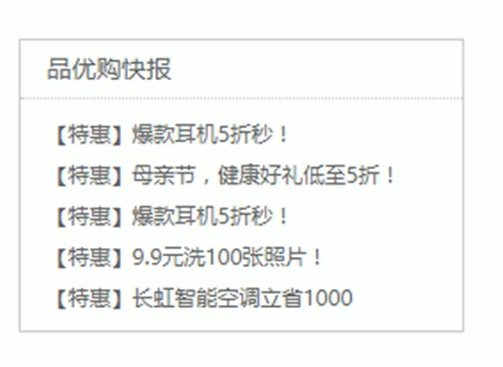 品优购快报
【特惠】爆款耳机5折秒！
【特惠】母亲节，健康好礼低至5折！
【特惠】爆款耳机5折秒！
【特惠】9.9元洗100张照片！
【特惠】长虹智能空调立省1000